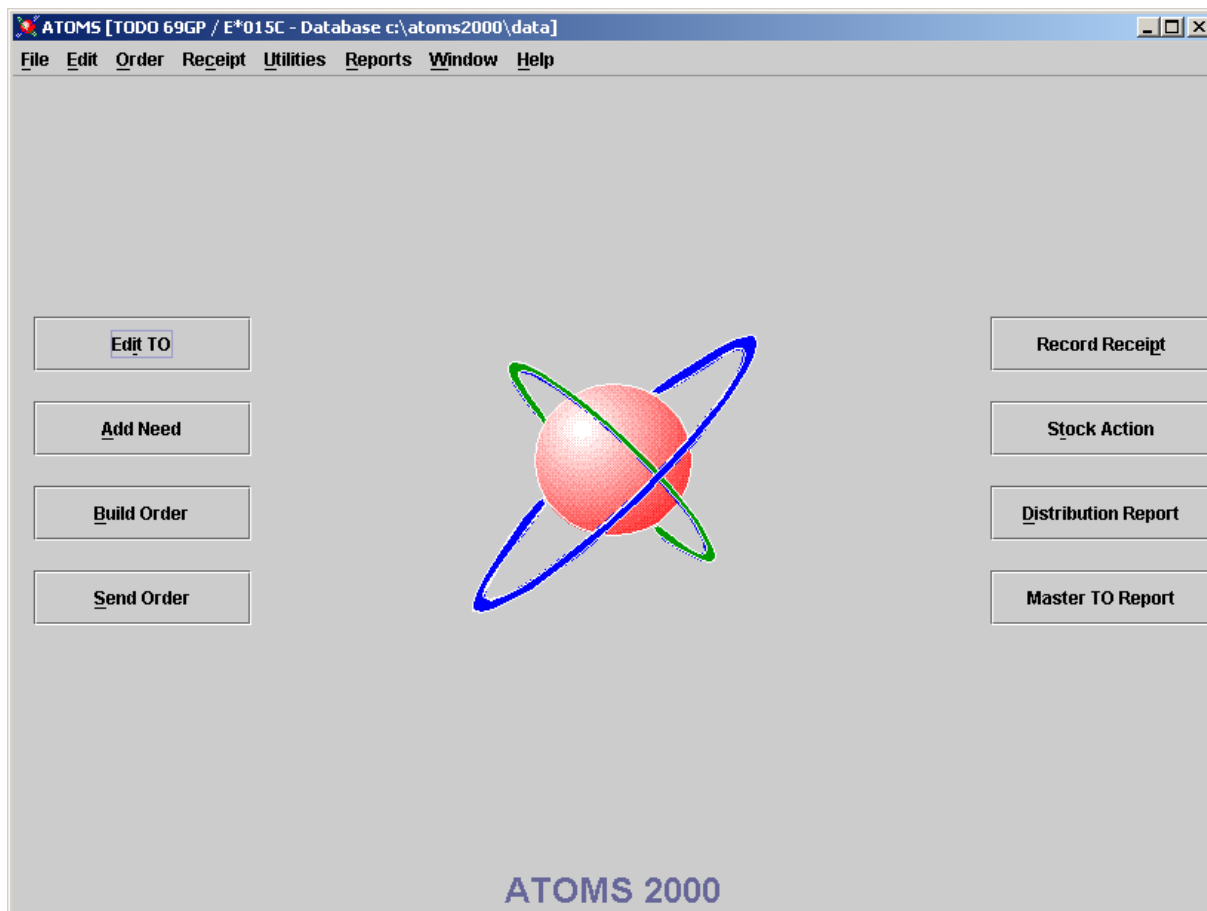 ATOMS [TODO 69GP / E*015C - Database c:\atoms2000\data]
File Edit Order Receipt Utilities Reports Window Help
Edit TO
Record Receipt
Add Need
Stock Action
Build Order
Distribution Report
Send Order
Master TO Report
ATOMS 2000